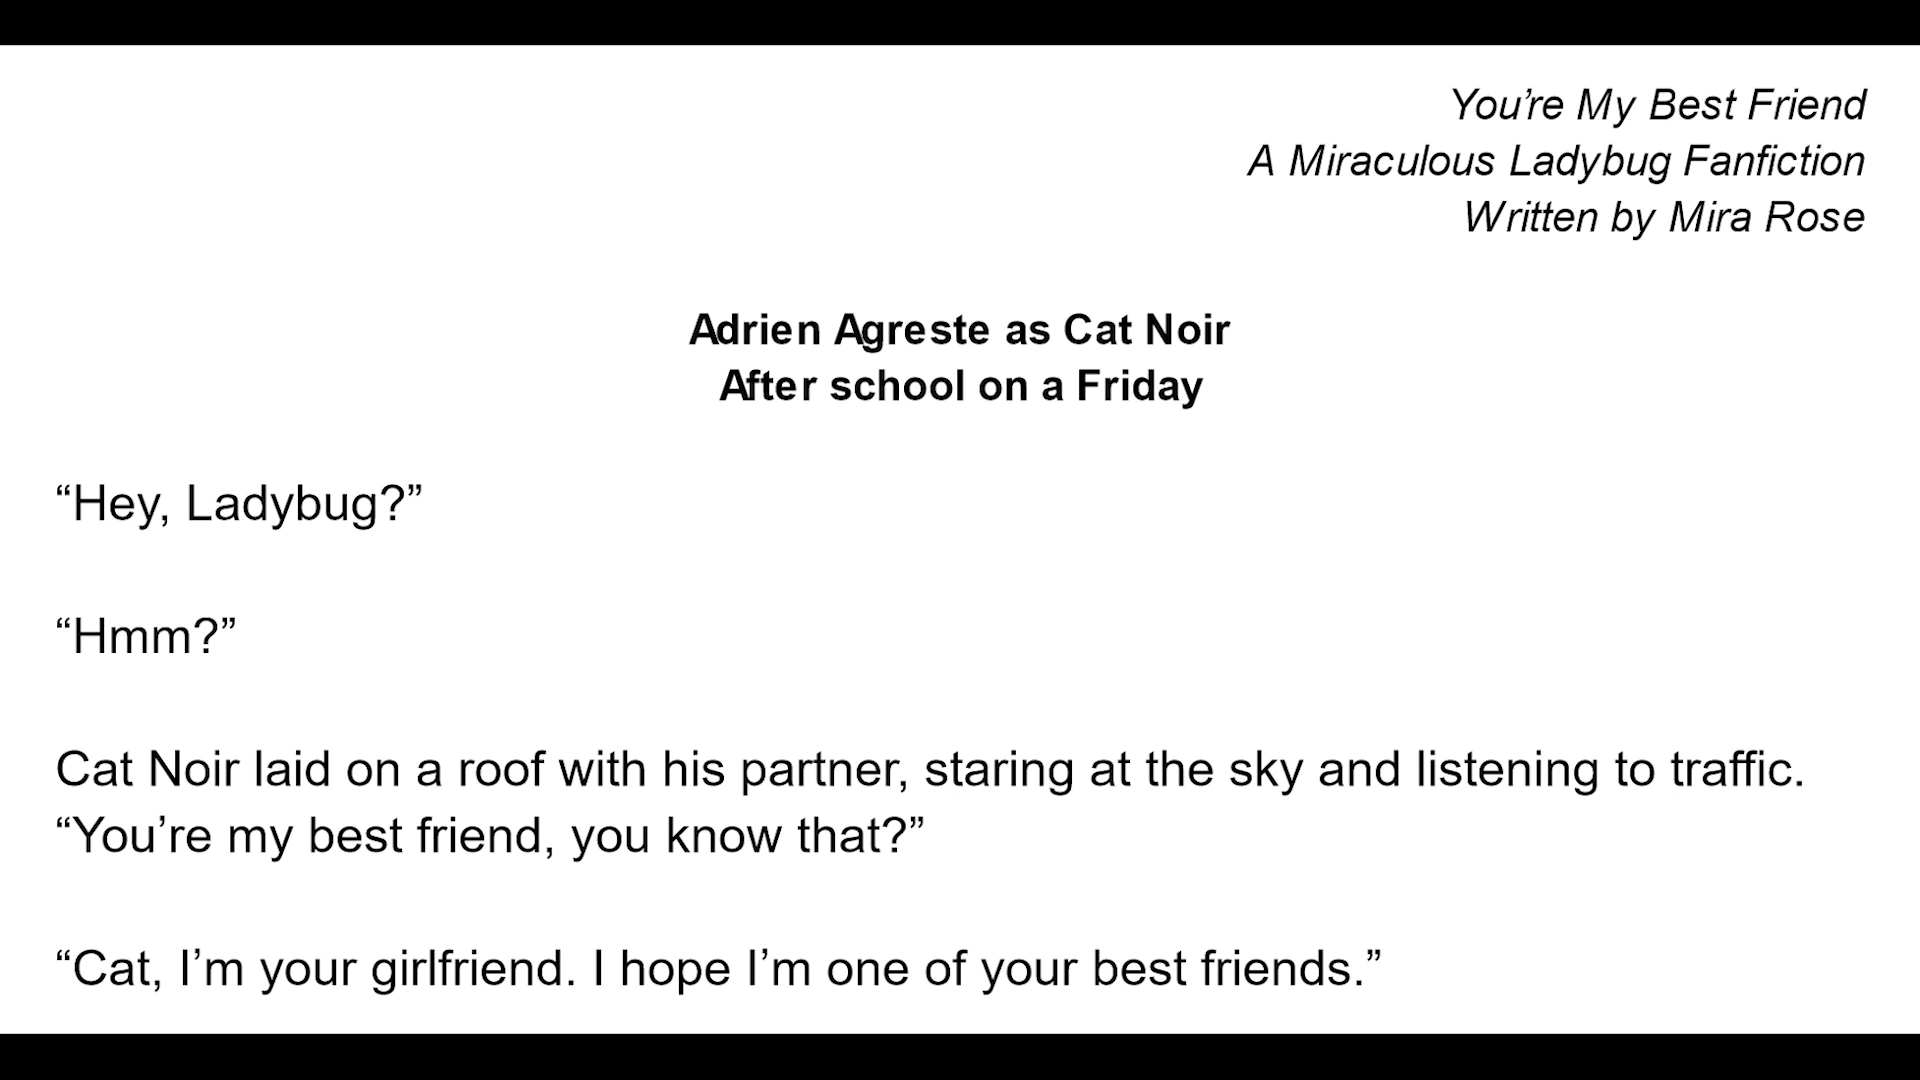 You’re My Best Friend
A Miraculous Ladybug Fanfiction
Written by Mira Rose
Adrien Agreste as Cat Noir
After school on a Friday
“Hey, Ladybug?”
“Hmm?”
Cat Noir laid on a roof with his partner, staring at the sky and listening to traffic.
“You’re my best friend, you know that?”
“Cat, I’m your girlfriend. I hope I’m one of your best friends.”